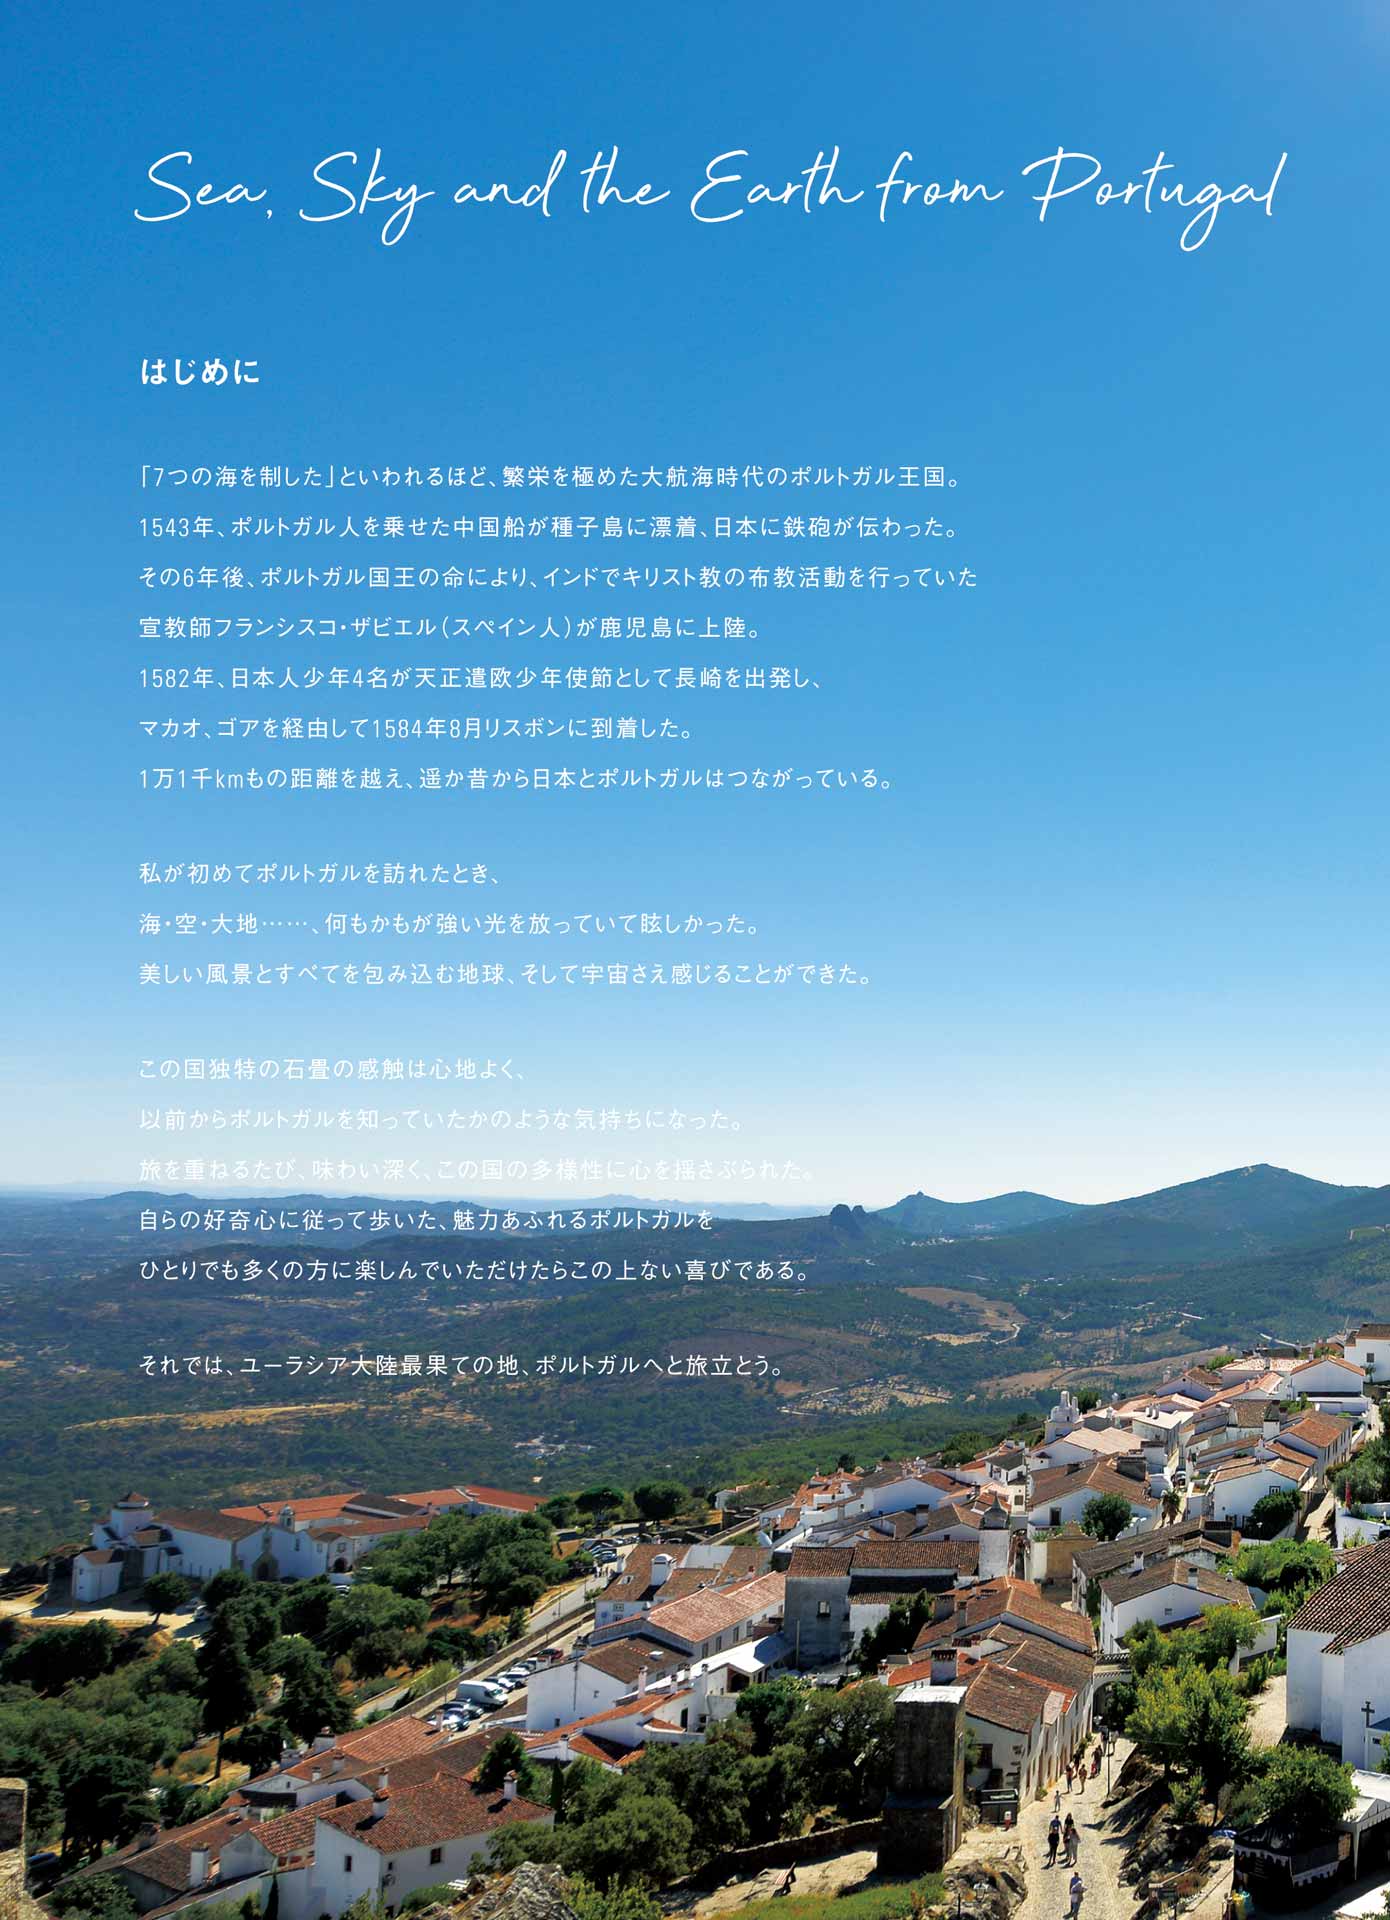 Sea, Sky and the Earth from Portugal
はじめに
「7つの海を制した」といわれるほど、繁栄を極めた大航海時代のポルトガル王国。
1543年、ポルトガル人を乗せた中国船が種子島に漂着、日本に鉄砲が伝わった。
その6年後、ポルトガル国王の命により、インドでキリスト教の布教活動を行っていた
宣教師フランシスコ・ザビエル（スペイン人）が鹿児島に上陸。
1582年、日本人少年4名が天正遣欧少年使節として長崎を出発し、
マカオ、ゴアを経由して1584年8月リスボンに到着した。
1万1千kmもの距離を越え、遥か昔から日本とポルトガルはつながっている。
私が初めてポルトガルを訪れたとき、
海・空・大地……、何もかもが強い光を放っていて眩しかった。
美しい風景とすべてを包み込む地球、そして宇宙さえ感じることができた。
この国独特の石畳の感触は心地よく、
以前からポルトガルを知っていたかのような気持ちになった。
旅を重ねるたび、味わい深く、この国の多様性に心を揺さぶられた。
自らの好奇心に従って歩いた、魅力あふれるポルトガルを
ひとりでも多くの方に楽しんでいただけたらこの上ない喜びである。
それでは、ユーラシア大陸最果ての地、ポルトガルへと旅立とう。